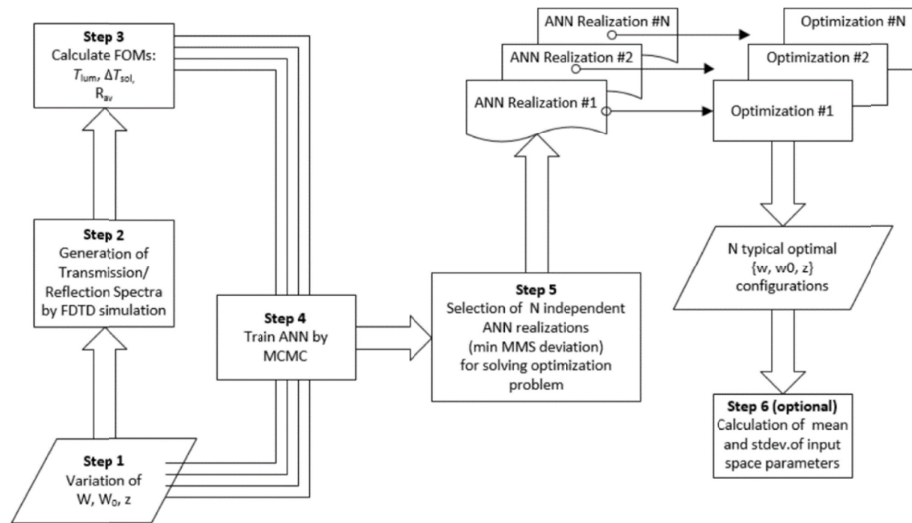 Step 3
Calculate FOMs:
Tlum, ΔTsol,
Rav
Step 2
Generation of
Transmission/
Reflection Spectra
by FDTD simulation
Step 1
Variation of
W, W₀, z
Step 4
Train ANN by
MCMC
Step 5
Selection of N independent
ANN realizations
(min MMS deviation)
for solving optimization
problem
ANN Realization #N
ANN Realization #2
ANN Realization #1
Optimization #N
Optimization #2
Optimization #1
N typical optimal
{w, w0, z}
configurations
Step 6 (optional)
Calculation of mean
and stdev.of input
space parameters